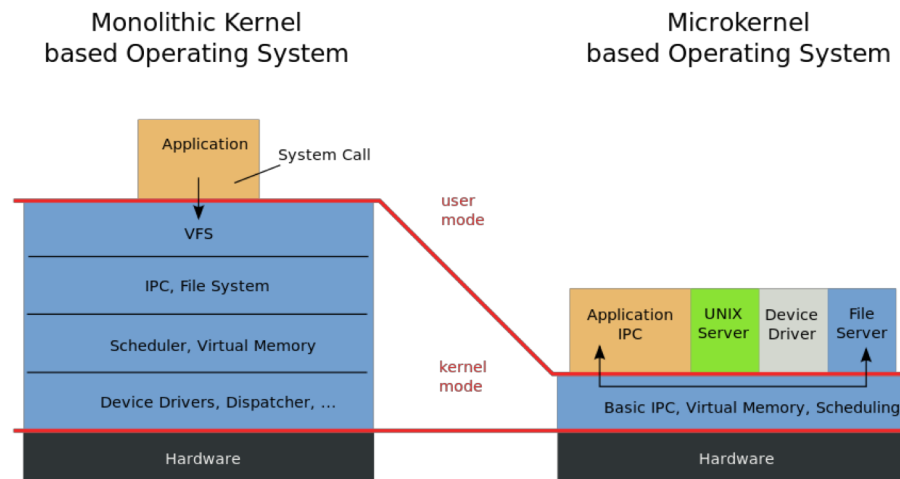 Monolithic Kernel
based Operating System
Microkernel
based Operating System
Application
System Call
VFS
IPC, File System
Scheduler, Virtual Memory
Device Drivers, Dispatcher, ...
Hardware
user
mode
kernel
mode
Application
IPC
UNIX
Server
Device
Driver
File
Server
Basic IPC, Virtual Memory, Scheduling
Hardware